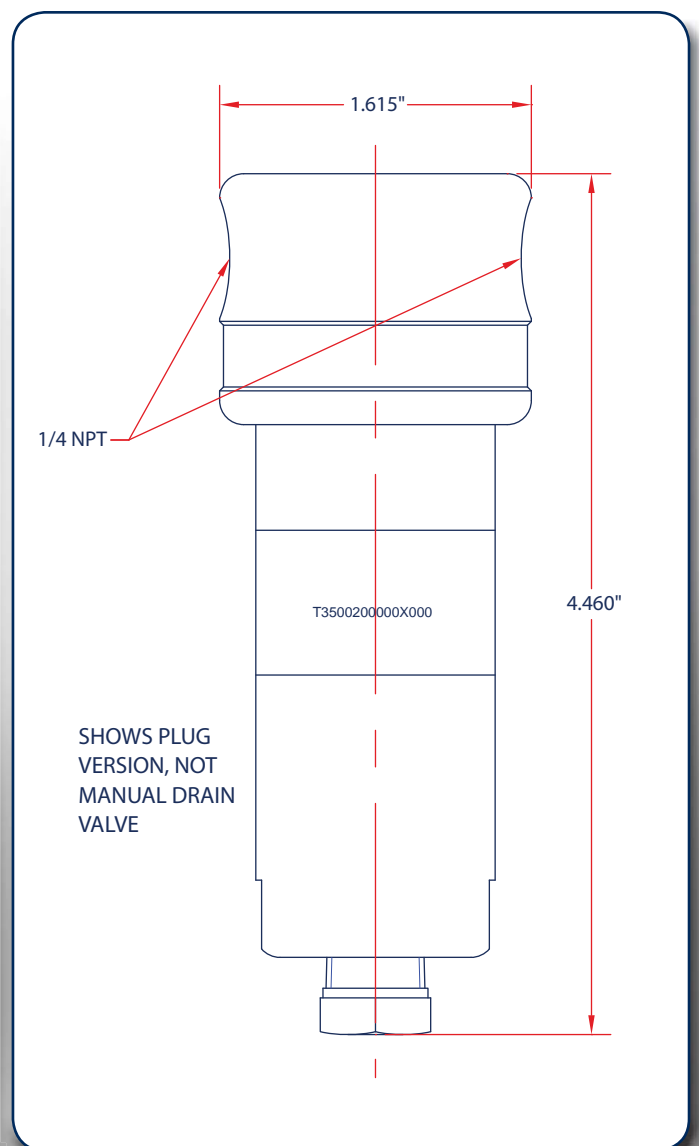 1.615"
1/4 NPT
T3500200000X000
4.460"
SHOWS PLUG
VERSION, NOT
MANUAL DRAIN
VALVE